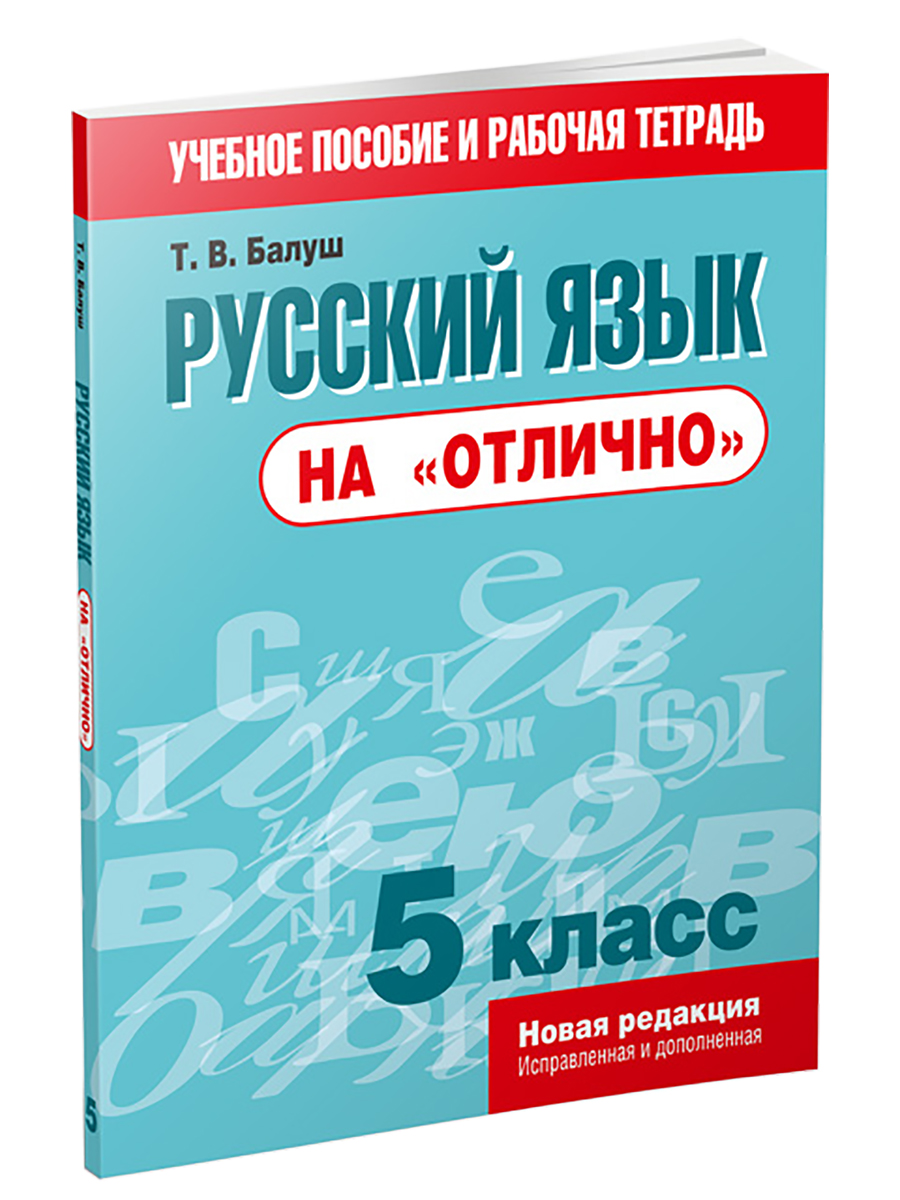 УЧЕБНОЕ ПОСОБИЕ И РАБОЧАЯ ТЕТРАДЬ
Т. В. Балуш
РУССКИЙ ЯЗЫК
НА «ОТЛИЧНО»
5 класс
Новая редакция
Исправленная и дополненная
Т. В. Балуш РУССКИЙ ЯЗЫК НА «ОТЛИЧНО» 5